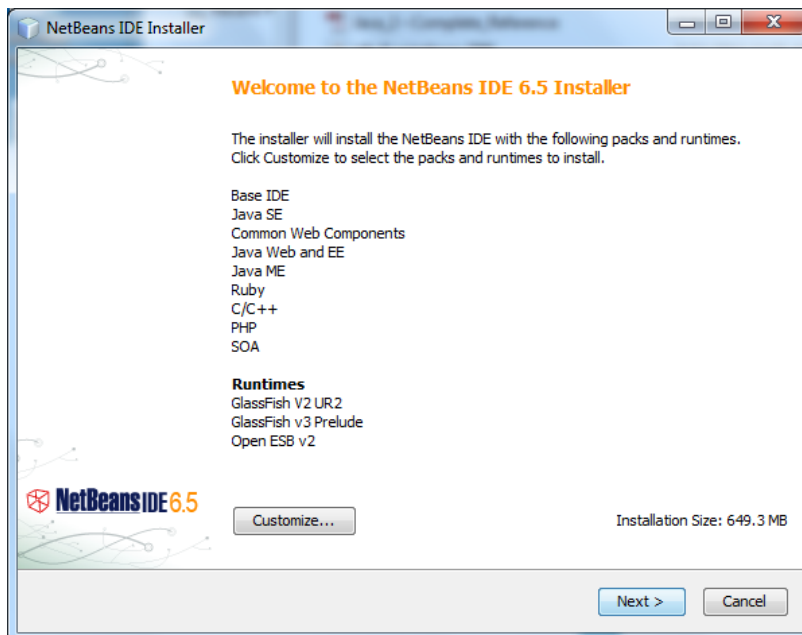 NetBeans IDE Installer
Welcome to the NetBeans IDE 6.5 Installer
The installer will install the NetBeans IDE with the following packs and runtimes.
Click Customize to select the packs and runtimes to install.
Base IDE
Java SE
Common Web Components
Java Web and EE
Java ME
Ruby
C/C++
PHP
SOA
Runtimes
GlassFish V2 UR2
GlassFish v3 Prelude
Open ESB v2
NetBeans IDE 6.5
Customize...
Installation Size: 649.3 MB
Next >
Cancel